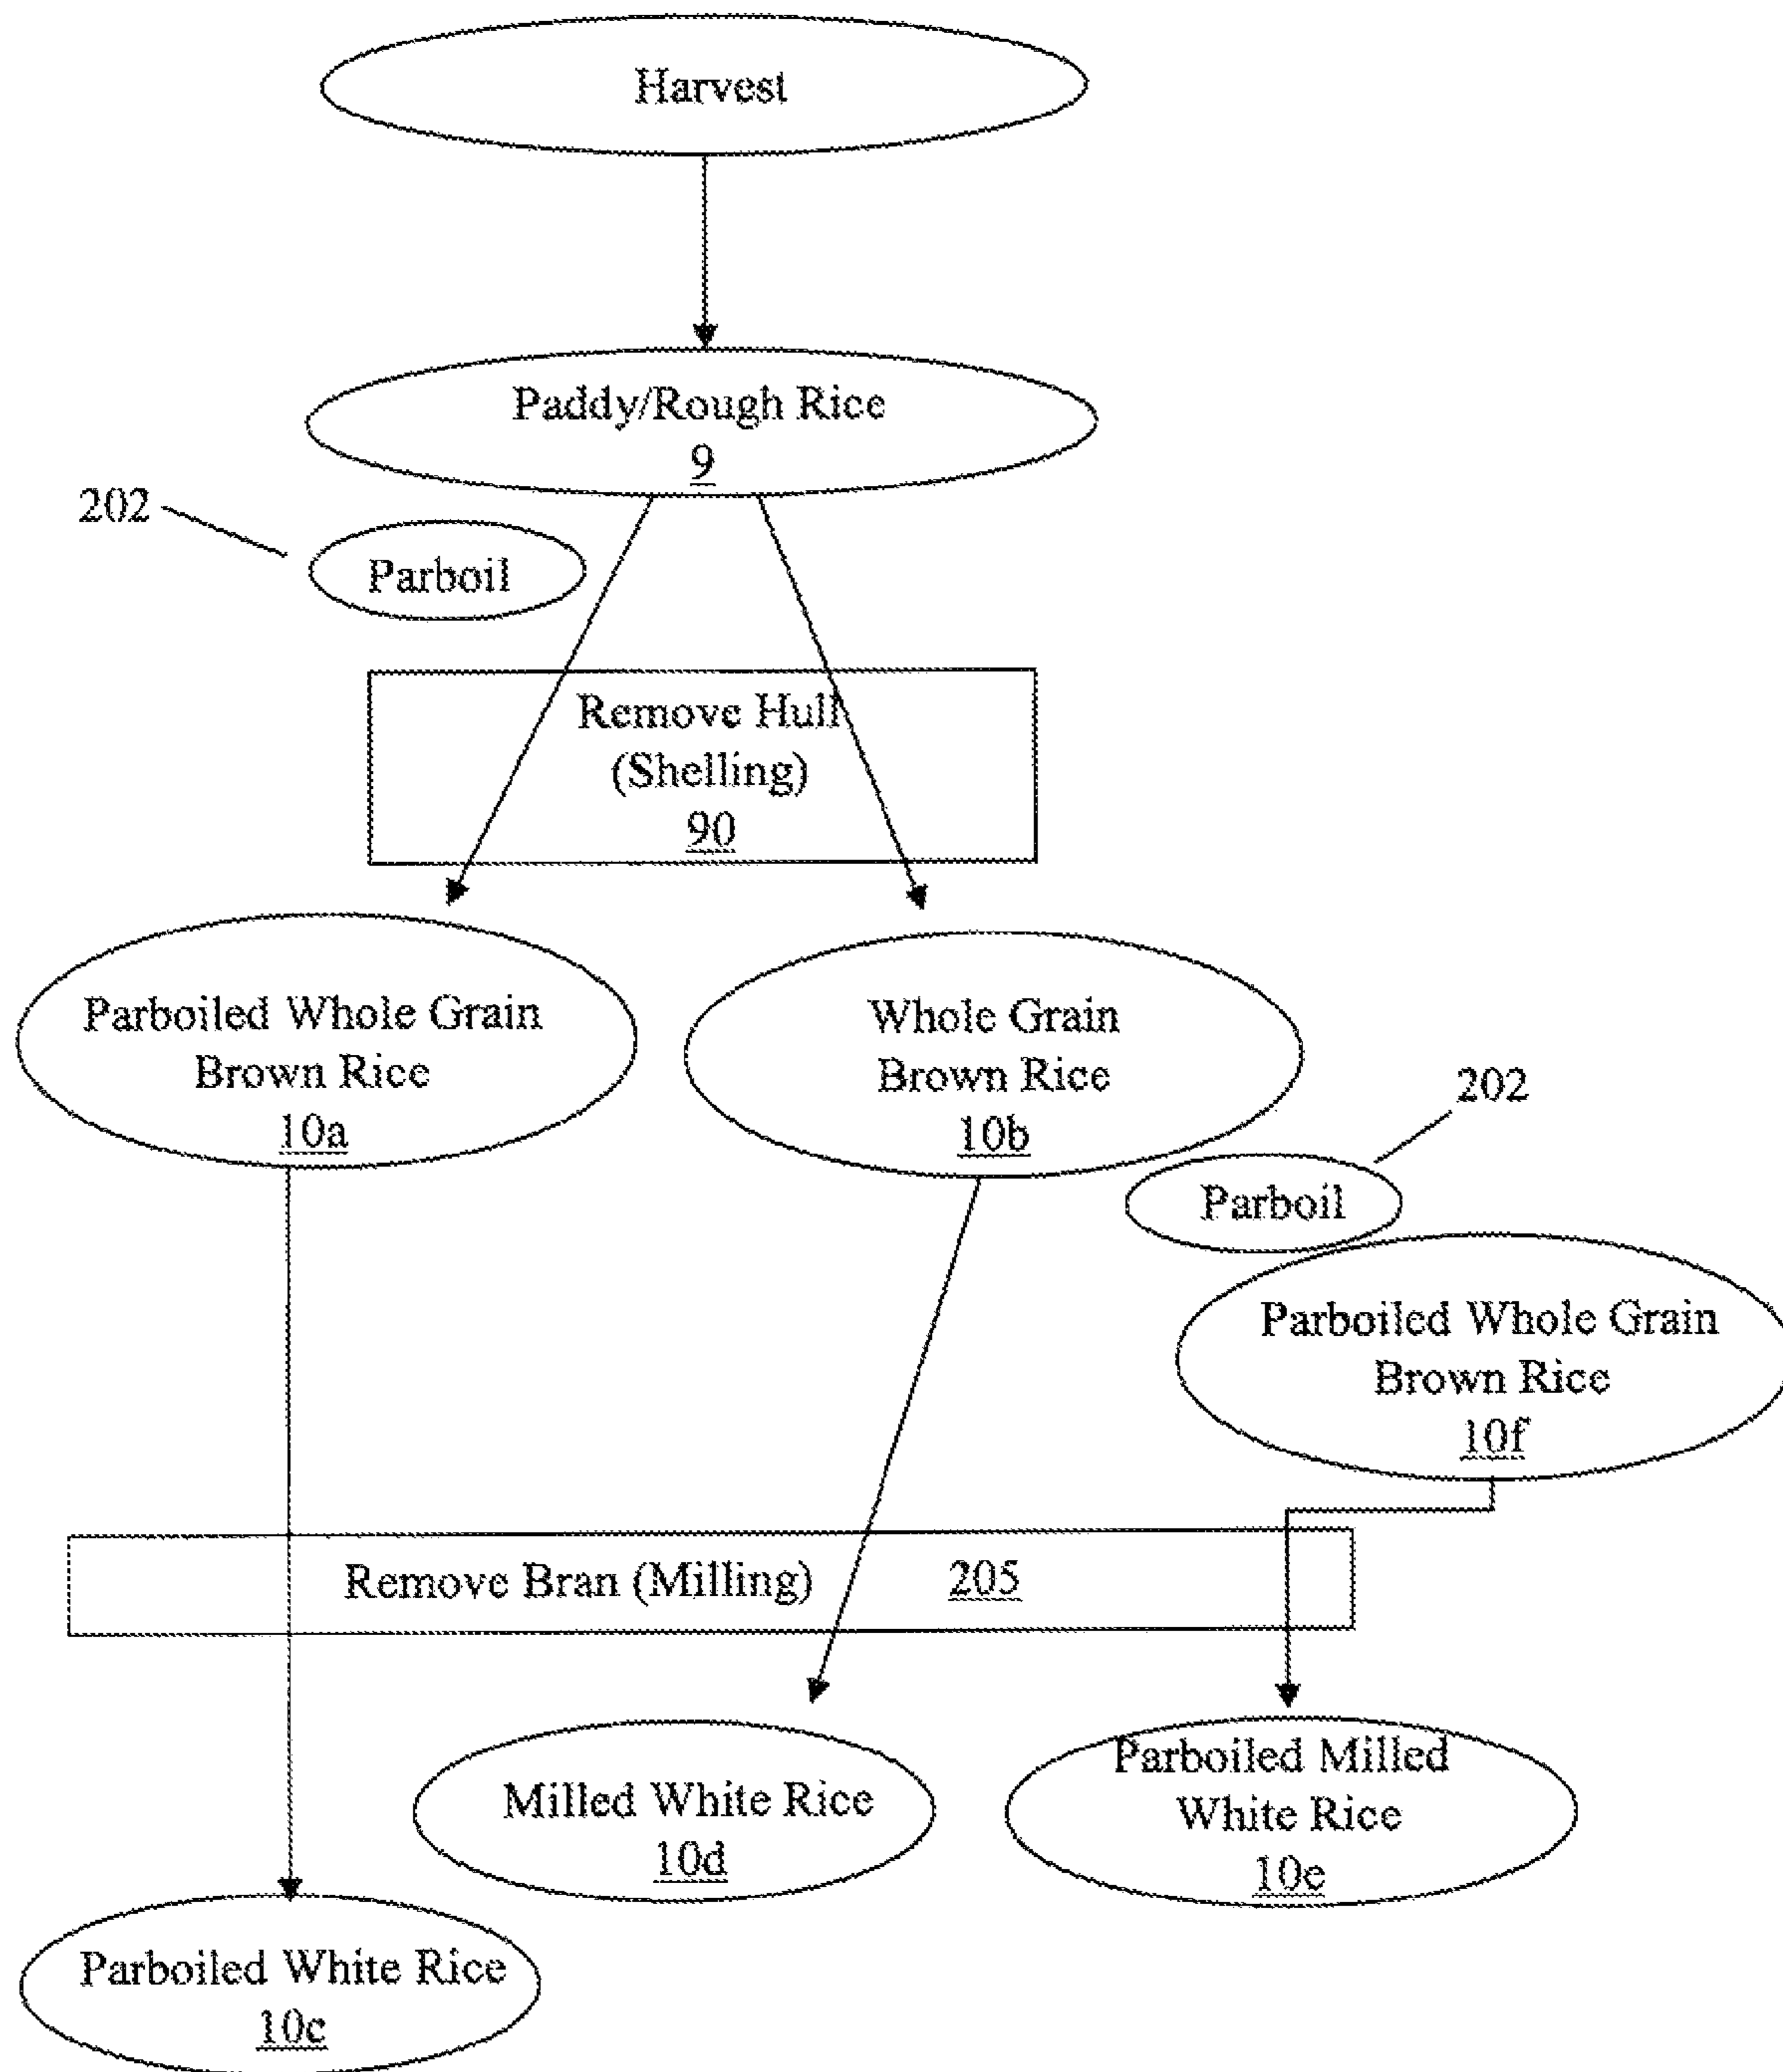 Harvest
Paddy/Rough Rice
9
202
Parboil
Remove Hull
(Shelling)
90
Parboiled Whole Grain
Brown Rice
10a
Whole Grain
Brown Rice
10b
202
Parboil
Parboiled Whole Grain
Brown Rice
10f
Remove Bran (Milling) 205
Milled White Rice
10d
Parboiled Milled
White Rice
10e
Parboiled White Rice
10c